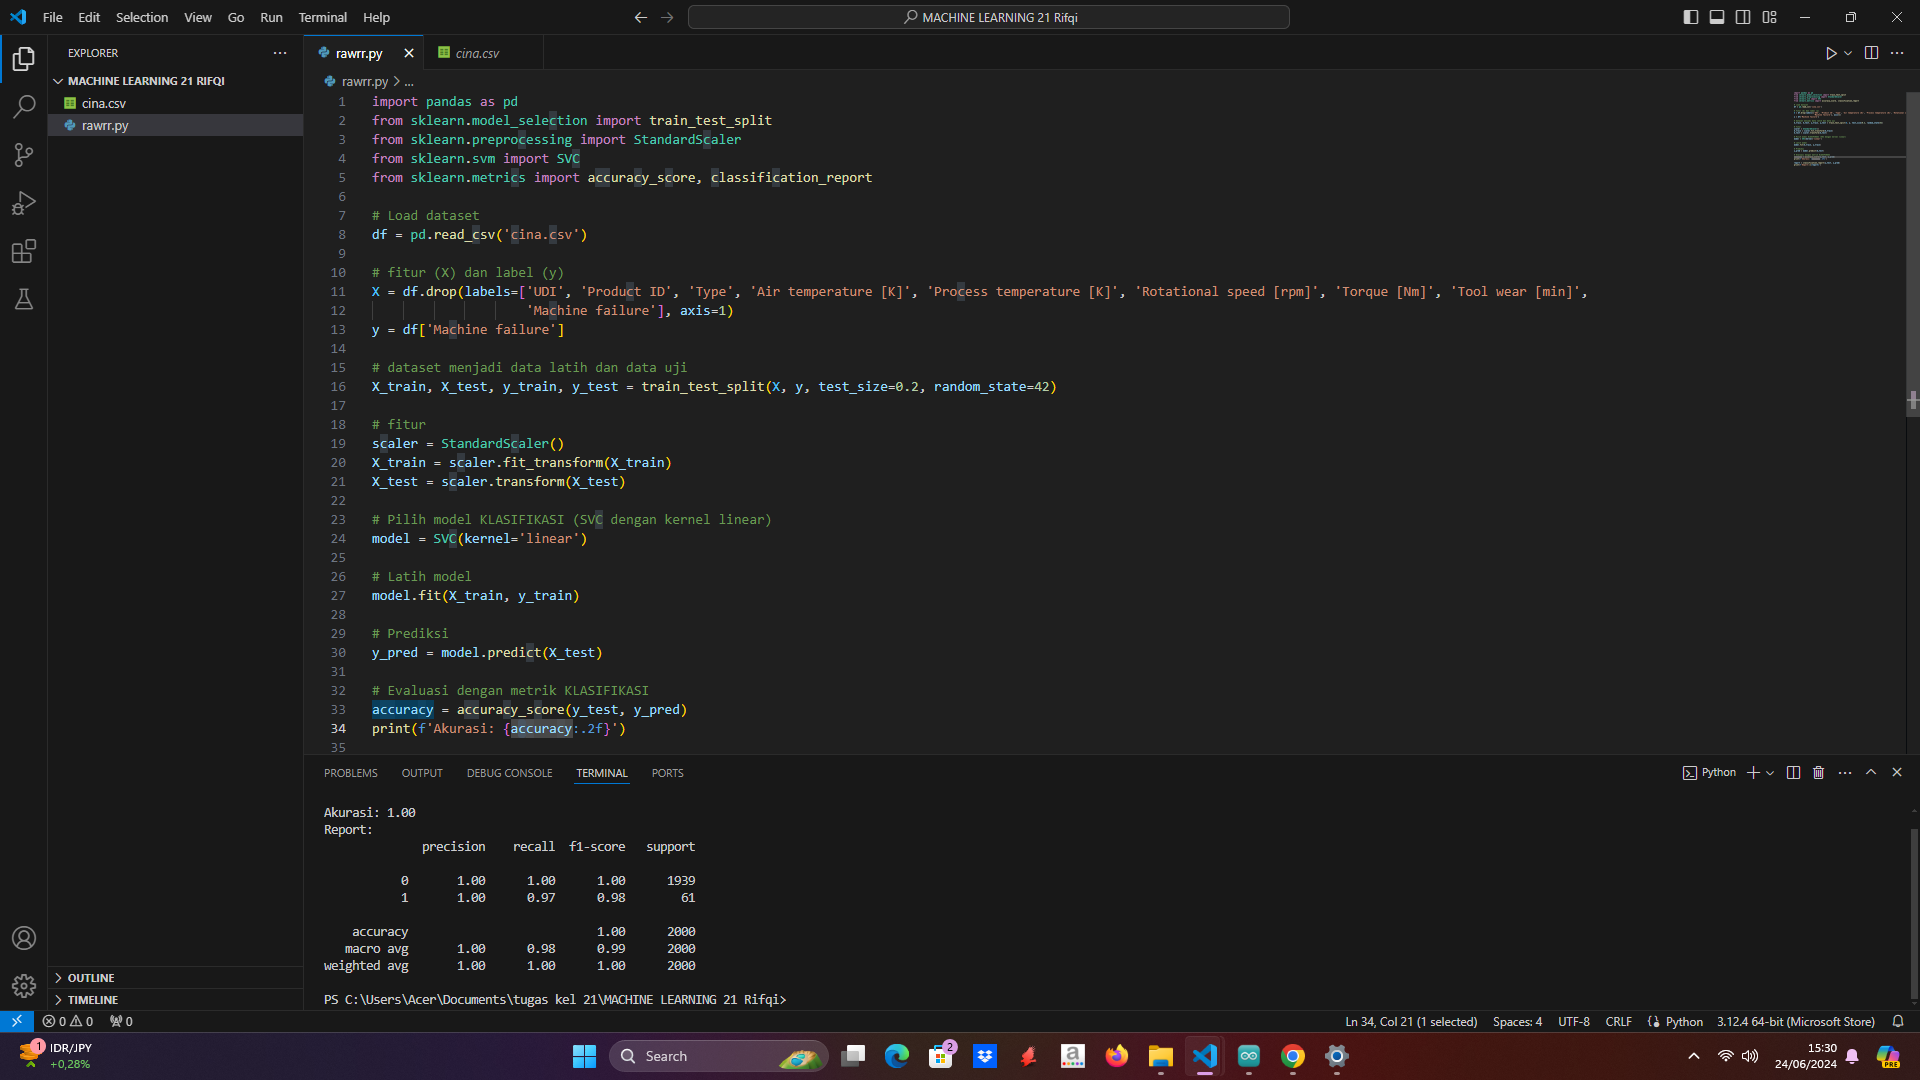 File Edit Selection View Go Run Terminal Help
MACHINE LEARNING 21 Rifqi
EXPLORER
MACHINE LEARNING 21 RIFQI
cina.csv
rawrr.py
OUTLINE
TIMELINE
rawrr.py
cina.csv
rawrr.py > ...
1 import pandas as pd
2 from sklearn.model_selection import train_test_split
3 from sklearn.preprocessing import StandardScaler
4 from sklearn.svm import SVC
5 from sklearn.metrics import accuracy_score, classification_report
6
7 # Load dataset
8 df = pd.read_csv('cina.csv')
9
10 # fitur (X) dan label (y)
11 X = df.drop(labels=['UDI', 'Product ID', 'Type', 'Air temperature [K]', 'Process temperature [K]', 'Rotational speed [rpm]', 'Torque [Nm]', 'Tool wear [min]',
12 'Machine failure'], axis=1)
13 y = df['Machine failure']
14
15 # dataset menjadi data latih dan data uji
16 X_train, X_test, y_train, y_test = train_test_split(X, y, test_size=0.2, random_state=42)
17
18 # fitur
19 scaler = StandardScaler()
20 X_train = scaler.fit_transform(X_train)
21 X_test = scaler.transform(X_test)
22
23 # Pilih model KLASIFIKASI (SVC dengan kernel linear)
24 model = SVC(kernel='linear')
25
26 # Latih model
27 model.fit(X_train, y_train)
28
29 # Prediksi
30 y_pred = model.predict(X_test)
31
32 # Evaluasi dengan metrik KLASIFIKASI
33 accuracy = accuracy_score(y_test, y_pred)
34 print(f'Akurasi: {accuracy:.2f}')
35
PROBLEMS OUTPUT DEBUG CONSOLE TERMINAL PORTS
Python
Akurasi: 1.00
Report:
precision recall f1-score support
0 1.00 1.00 1.00 1939
1 1.00 0.97 0.98 61
accuracy 1.00 2000
macro avg 1.00 0.98 0.99 2000
weighted avg 1.00 1.00 1.00 2000
PS C:\Users\Acer\Documents\tugas kel 21\MACHINE LEARNING 21 Rifqi>
0 0 0
Ln 34, Col 21 (1 selected) Spaces: 4 UTF-8 CRLF Python 3.12.4 64-bit (Microsoft Store)
1
IDR/JPY
+0,28%
Search
2
a
15:30
24/06/2024
PRE